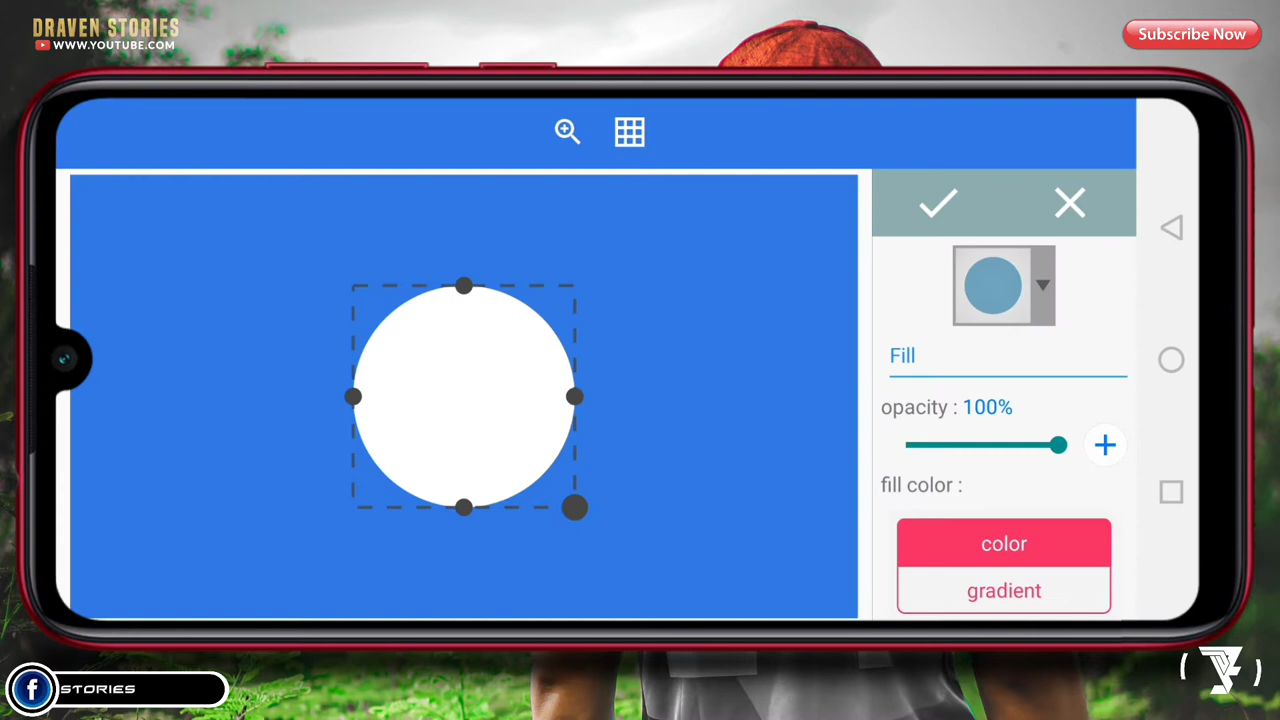 DRAVEN STORIES
WWW.YOUTUBE.COM
Subscribe Now
Fill
opacity : 100%
fill color :
color
gradient
STORIES